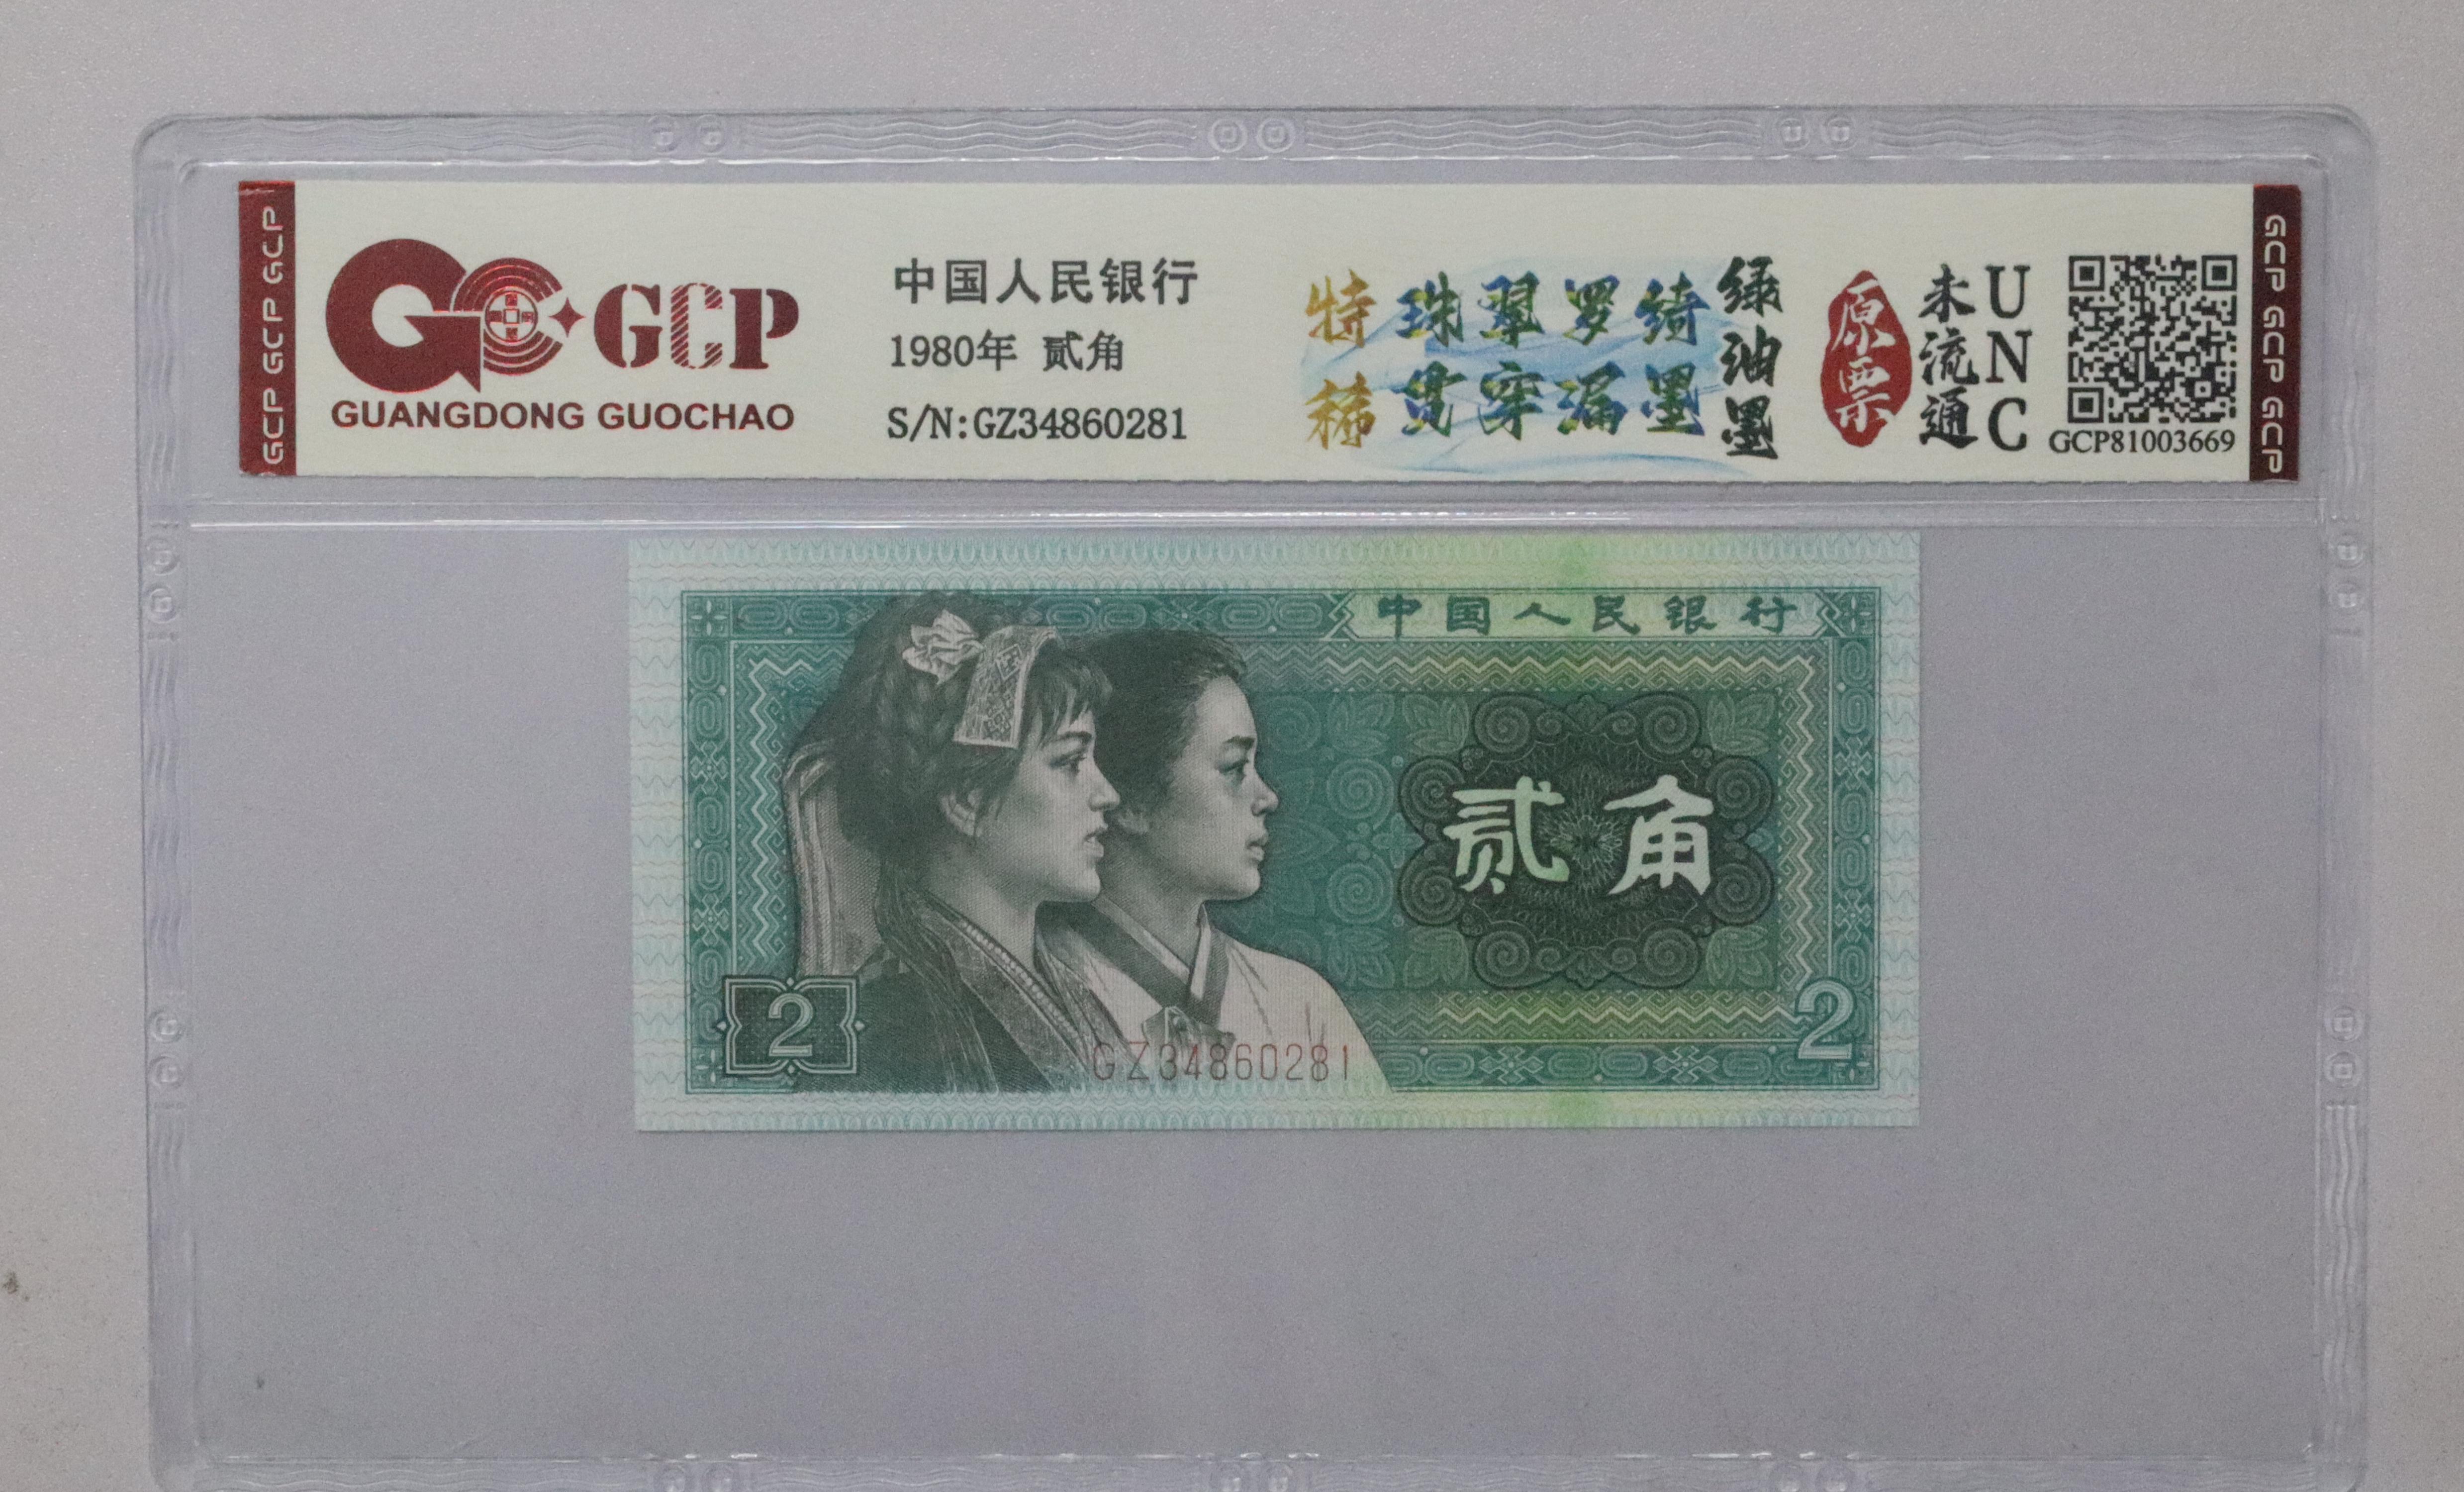 GCP GCP GCP
GCP
GUANGDONG GUOCHAO
中国人民银行
1980年 贰角
S/N:GZ34860281
特稀
珠翠罗绮
贯穿漏墨
绿油墨
原票
未流通
UNC
GCP81003669
GCP GCP GCP
中国人民银行
贰角
2
2
GZ34860281